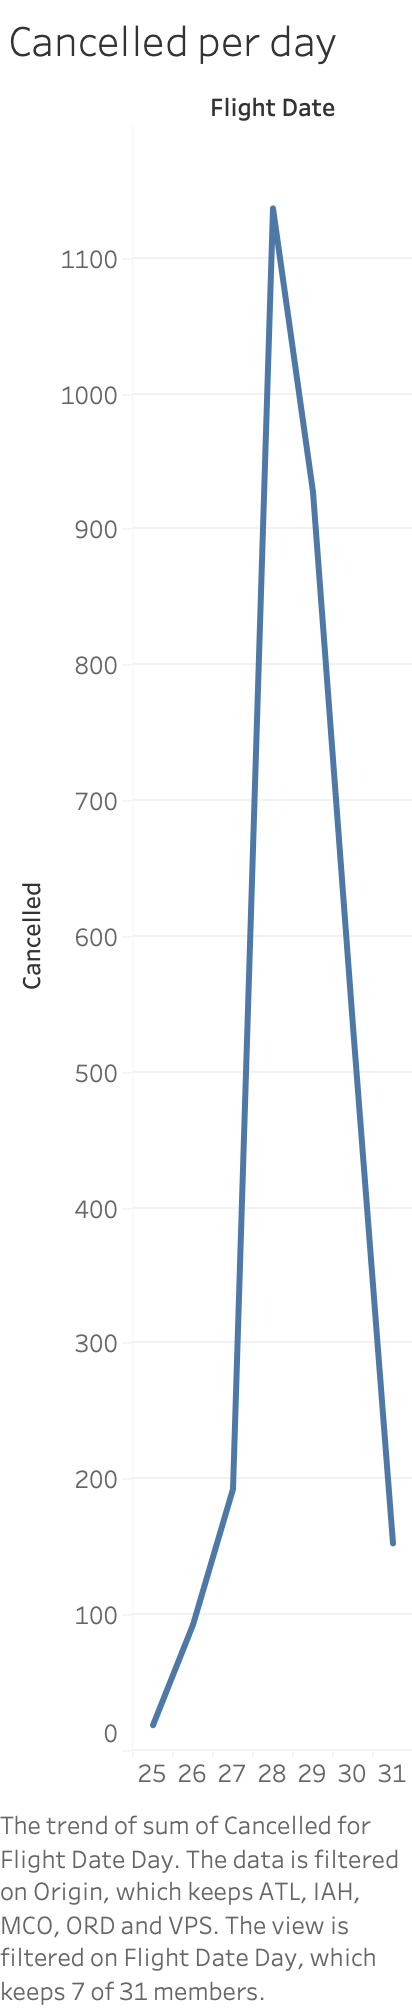 Cancelled per day
Flight Date
1100
1000
900
800
700
600
500
400
300
200
100
0
Cancelled
25 26 27 28 29 30 31
The trend of sum of Cancelled for
Flight Date Day. The data is filtered
on Origin, which keeps ATL, IAH,
MCO, ORD and VPS. The view is
filtered on Flight Date Day, which
keeps 7 of 31 members.